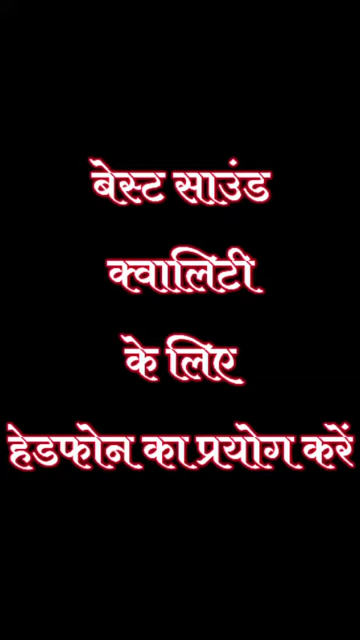 बेस्ट साउंड
क्वालिटी
के लिए
हेडफोन का प्रयोग करें